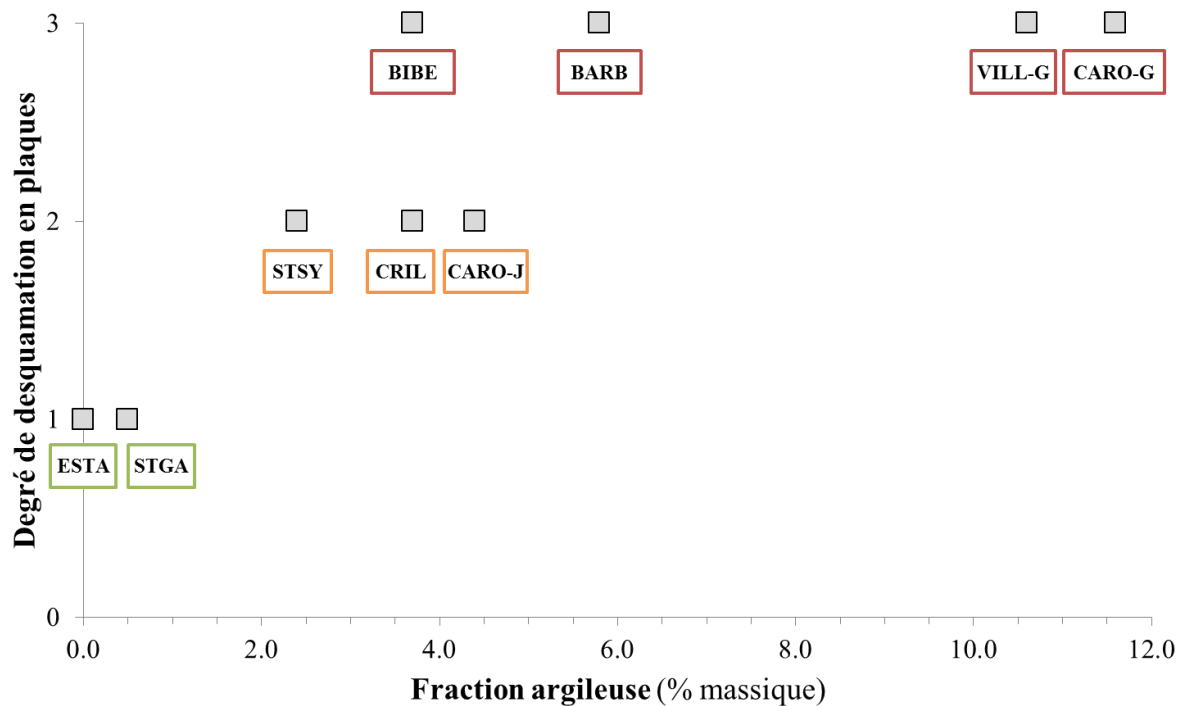 Degré de desquamation en plaques
3
BIBE
BARB
VILL-G
CARO-G
2
STSY
CRIL
CARO-J
1
ESTA
STGA
0
0.0 2.0 4.0 6.0 8.0 10.0 12.0
Fraction argileuse (% massique)